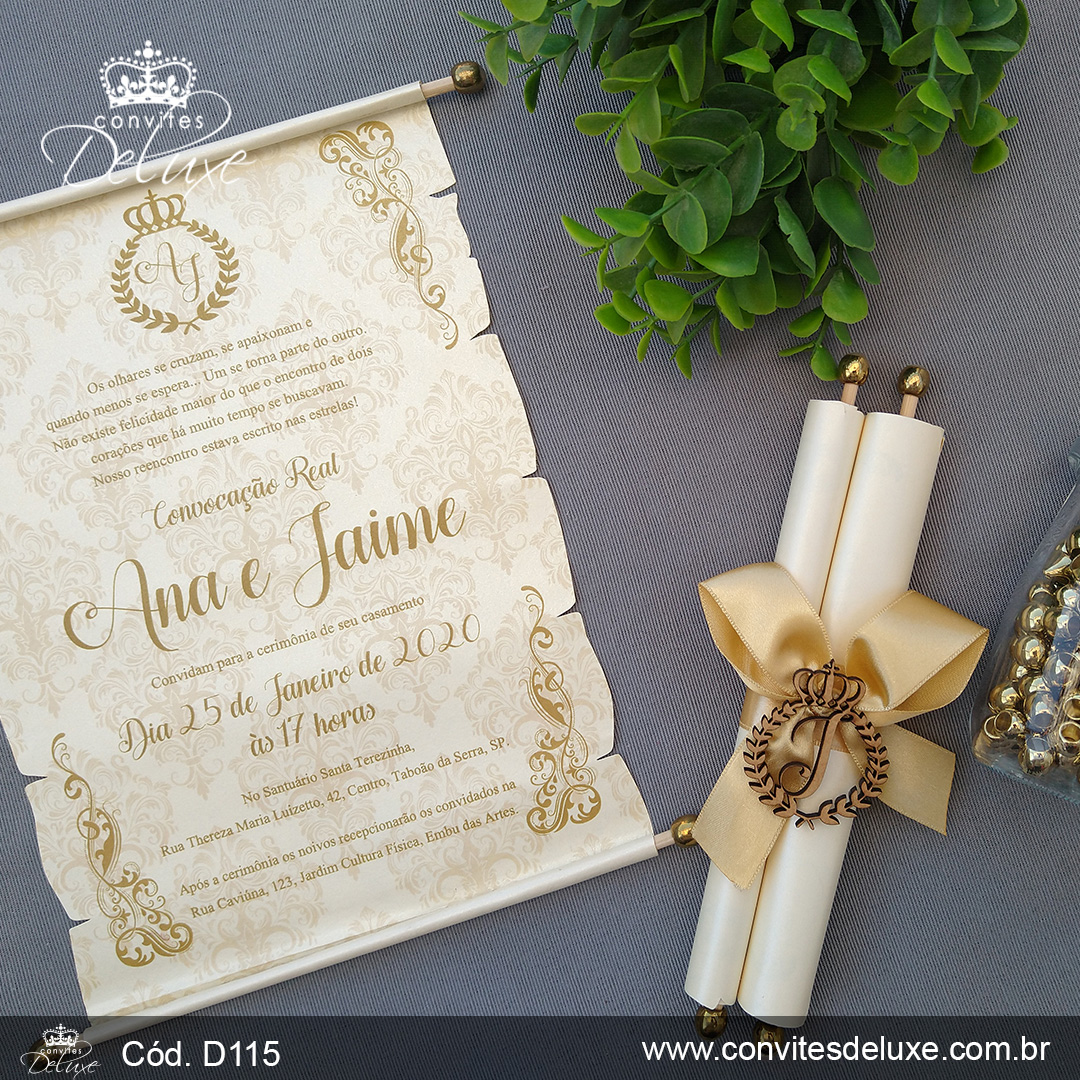 convites
Deluxe
AJ
Os olhares se cruzam, se apaixonam e
quando menos se espera... Um se torna parte do outro.
Não existe felicidade maior do que o encontro de dois
corações que há muito tempo se buscavam.
Nosso reencontro estava escrito nas estrelas!
Convocação Real
Ana e Jaime
Convidam para a cerimônia de seu casamento
Dia 25 de Janeiro de 2020
às 17 horas
No Santuário Santa Terezinha,
Rua Thereza Maria Luizetto, 42, Centro, Taboão da Serra, SP.
Após a cerimônia os noivos recepcionarão os convidados na
Rua Caviúna, 123, Jardim Cultura Física, Embu das Artes.
J
convites
Deluxe
Cód. D115
www.convitesdeluxe.com.br